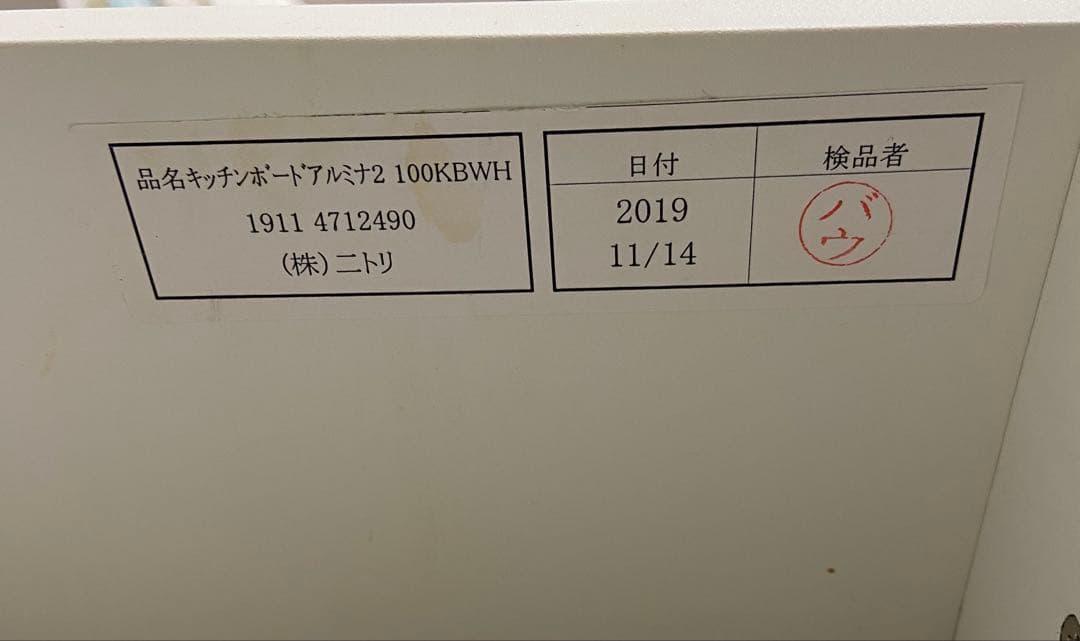 品名キッチンボードアルミナ2 100KBWH
1911 4712490
(株)ニトリ
日付
検品者
2019
11/14
バウ